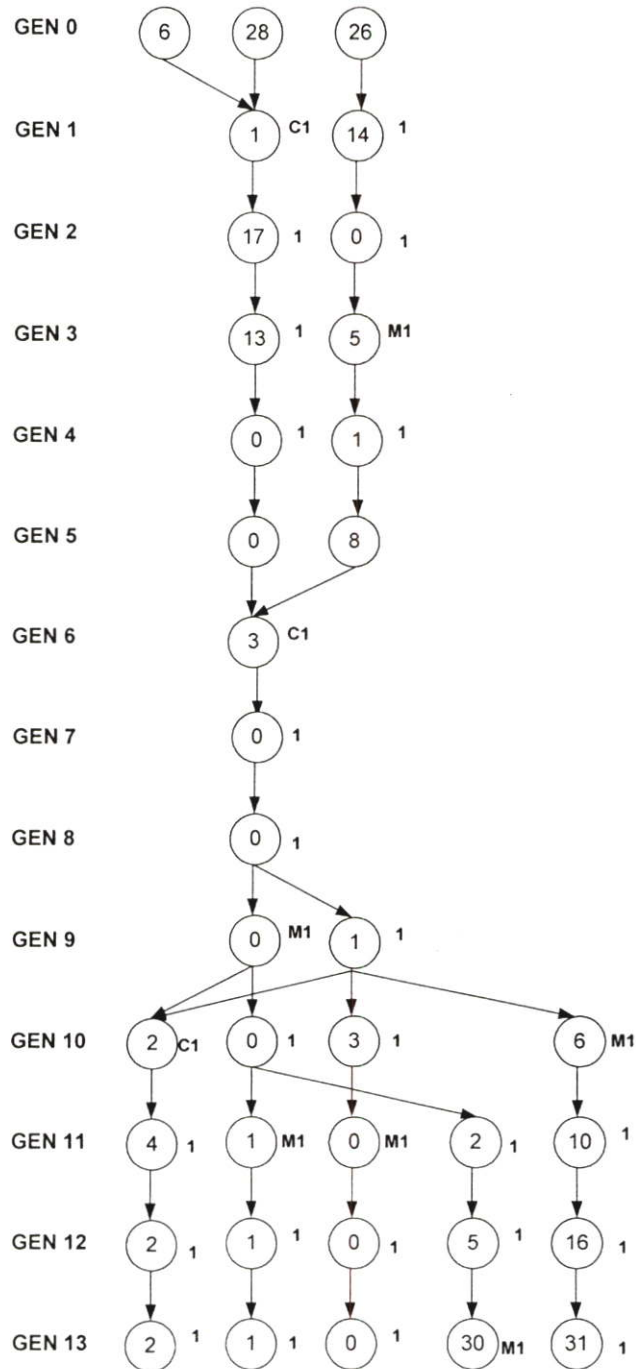 GEN 0 6 28 26
GEN 1 1 C1 14 1
GEN 2 17 1 0 1
GEN 3 13 1 5 M1
GEN 4 0 1 1 1
GEN 5 0 8
GEN 6 3 C1
GEN 7 0 1
GEN 8 0 1
GEN 9 0 M1 1 1
GEN 10 2 C1 0 1 3 1 6 M1
GEN 11 4 1 1 M1 0 M1 2 1 10 1
GEN 12 2 1 1 1 0 1 5 1 16 1
GEN 13 2 1 1 1 0 1 30 M1 31 1